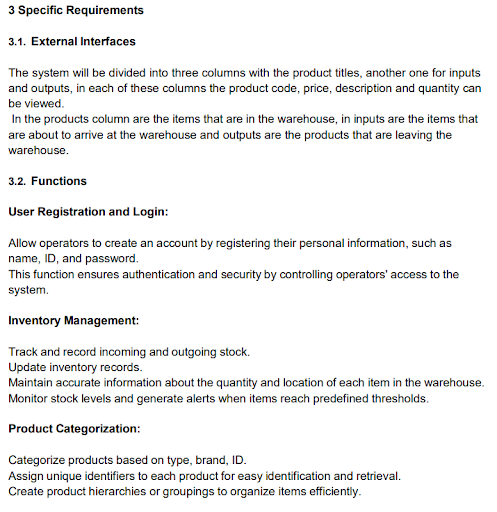 3 Specific Requirements
3.1. External Interfaces
The system will be divided into three columns with the product titles, another one for inputs
and outputs, in each of these columns the product code, price, description and quantity can
be viewed.
In the products column are the items that are in the warehouse, in inputs are the items that
are about to arrive at the warehouse and outputs are the products that are leaving the
warehouse.
3.2. Functions
User Registration and Login:
Allow operators to create an account by registering their personal information, such as
name, ID, and password.
This function ensures authentication and security by controlling operators' access to the
system.
Inventory Management:
Track and record incoming and outgoing stock.
Update inventory records.
Maintain accurate information about the quantity and location of each item in the warehouse.
Monitor stock levels and generate alerts when items reach predefined thresholds.
Product Categorization:
Categorize products based on type, brand, ID.
Assign unique identifiers to each product for easy identification and retrieval.
Create product hierarchies or groupings to organize items efficiently.